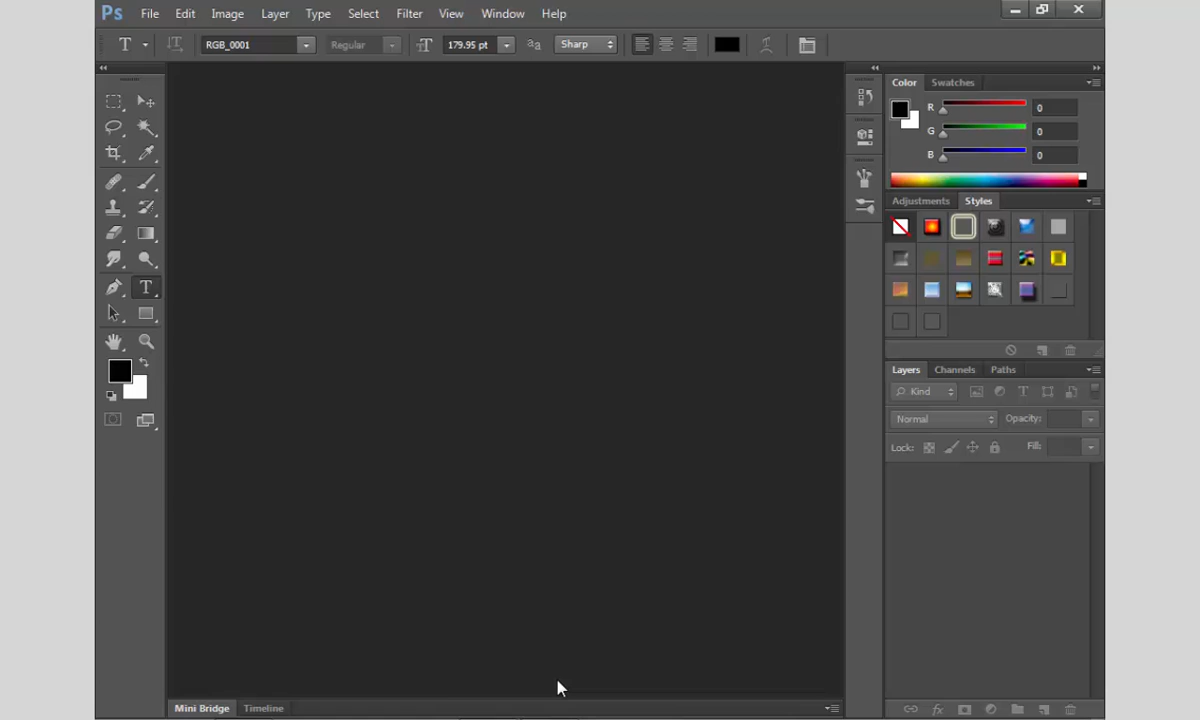 Ps File Edit Image Layer Type Select Filter View Window Help
T RGB_0001 Regular 179.95 pt Sharp
Color Swatches
R 0
G 0
B 0
Adjustments Styles
T
Layers Channels Paths
Kind
Normal Opacity:
Lock: Fill:
Mini Bridge Timeline